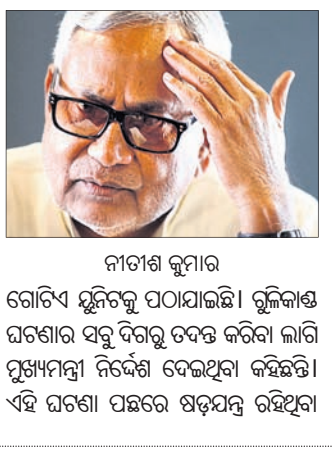 ନୀତୀଶ କୁମାର
ଗୋଟିଏ ୟୁନିଟକୁ ପଠାଯାଇଛି। ଗୁଳିକାଣ୍ଡ
ଘଟଣାର ସବୁ ଦିଗରୁ ତଦନ୍ତ କରିବା ଲାଗି
ମୁଖ୍ୟମନ୍ତ୍ରୀ ନିର୍ଦ୍ଦେଶ ଦେଇଥିବା କହିଛନ୍ତି।
ଏହି ଘଟଣା ପଛରେ ଷଡ଼ଯନ୍ତ୍ର ରହିଥିବା